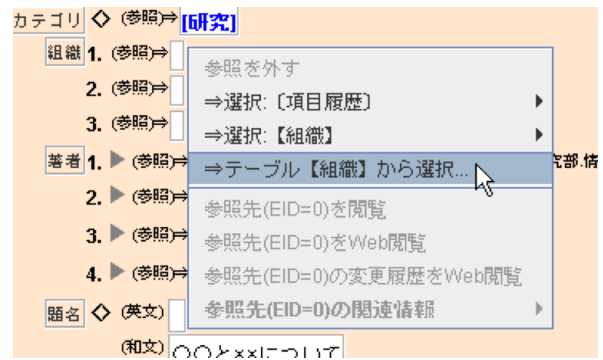 カテゴリ ◇ (参照)⇒ [研究]
組織 1. (参照)⇒
2. (参照)⇒
3. (参照)⇒
著者 1. ▶ (参照)⇒
2. ▶ (参照)⇒
3. ▶ (参照)⇒
4. ▶ (参照)⇒
題名 ◇ (英文)
(和文) 〇〇と××について
参照を外す
⇒選択:〔項目履歴〕 ▶
⇒選択:【組織】 ▶
⇒テーブル【組織】から選択...
参照先(EID=0)を閲覧
参照先(EID=0)をWeb閲覧
参照先(EID=0)の変更履歴をWeb閲覧
参照先(EID=0)の関連情報 ▶
究部.情